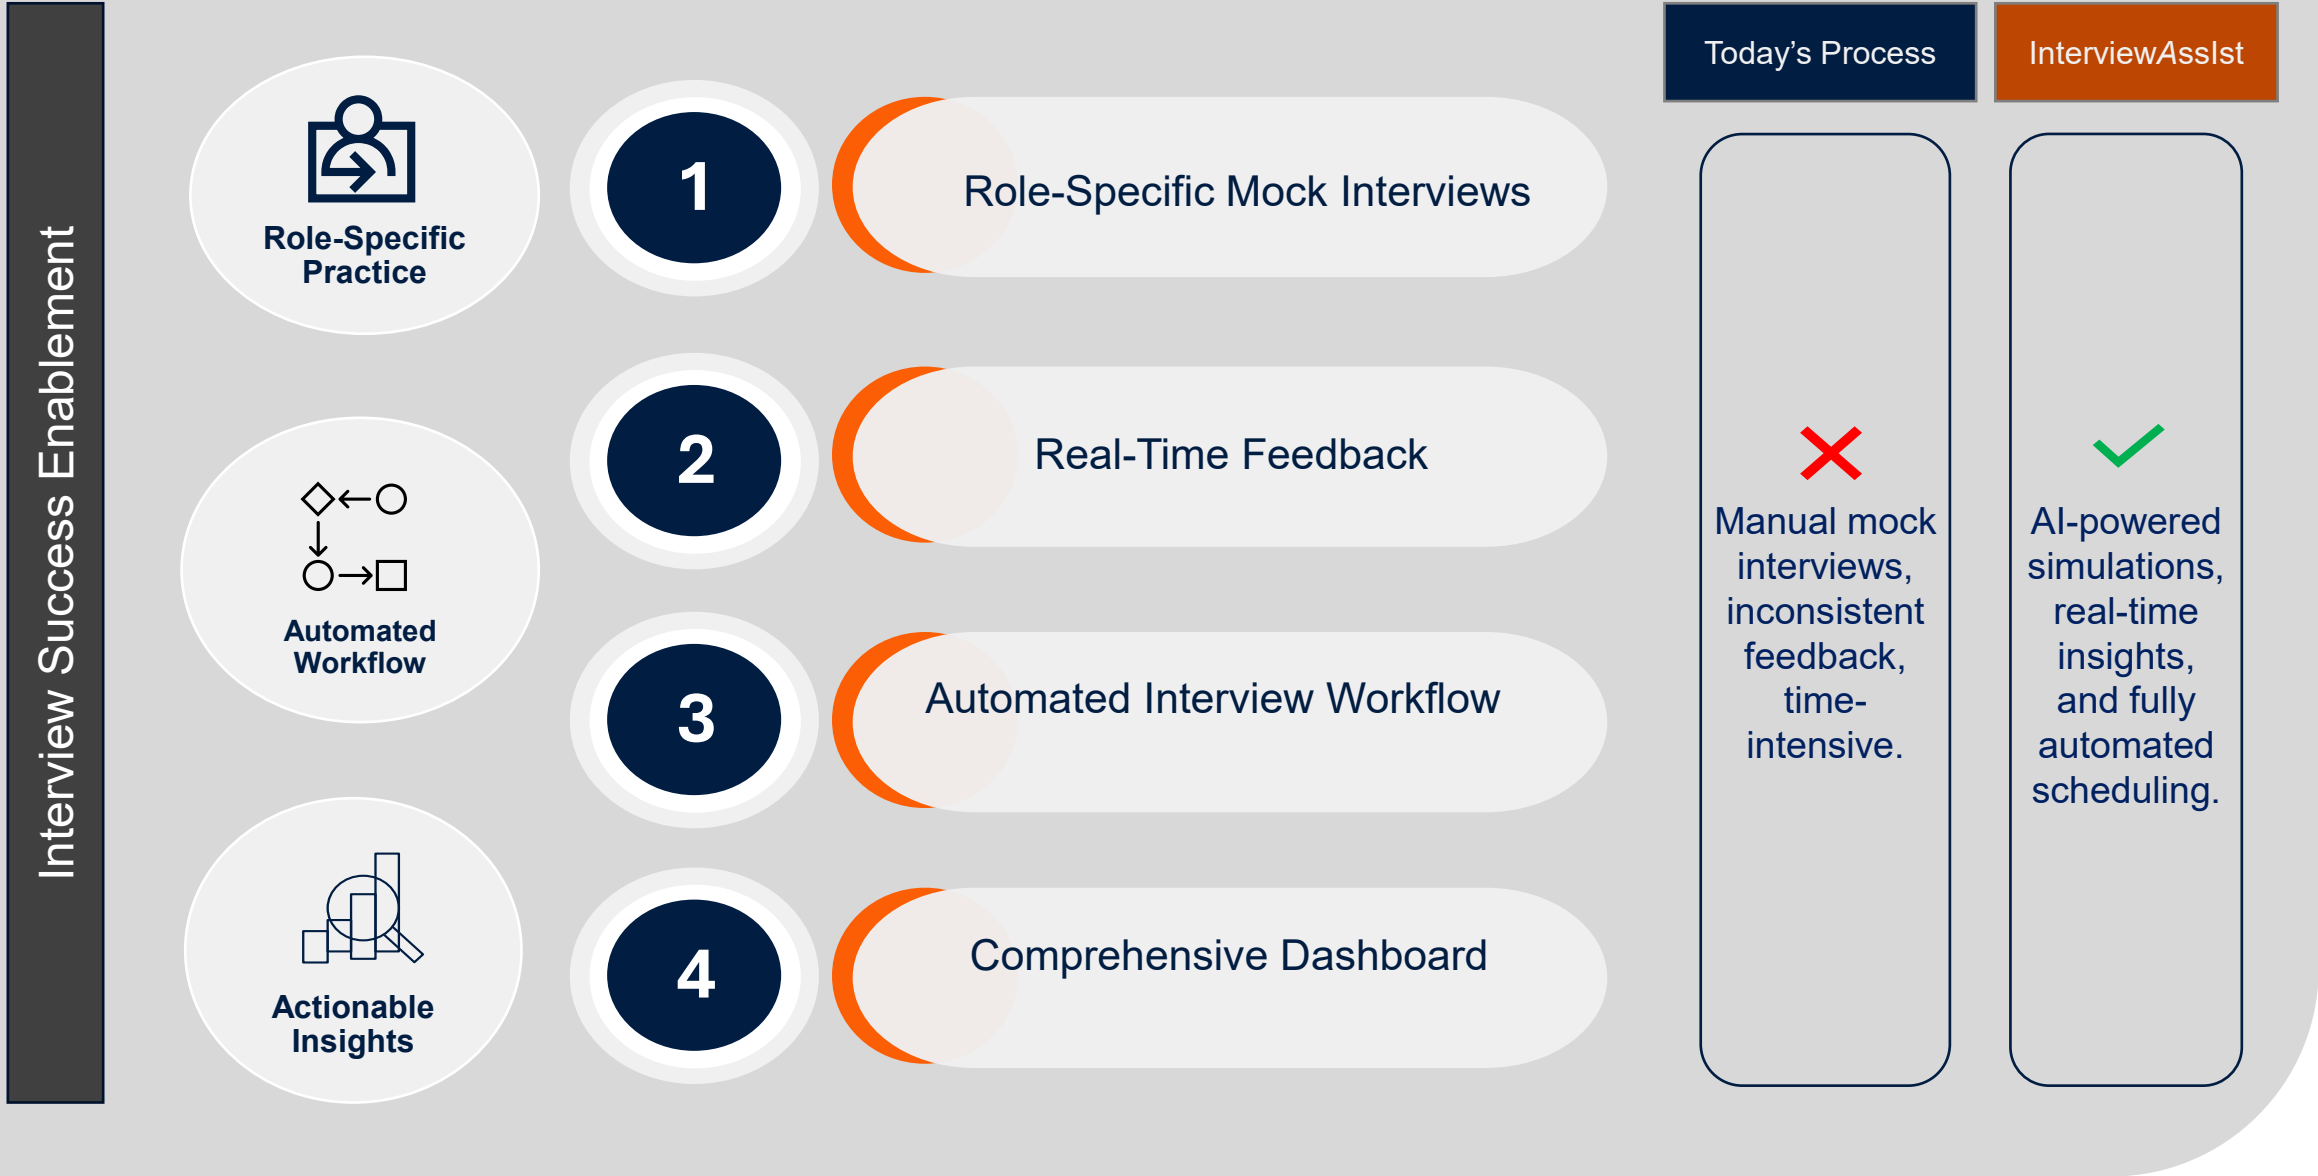 Interview Success Enablement
Role-Specific
Practice
Automated
Workflow
Actionable
Insights
1
Role-Specific Mock Interviews
2
Real-Time Feedback
3
Automated Interview Workflow
4
Comprehensive Dashboard
Today’s Process
Manual mock
interviews,
inconsistent
feedback,
time-
intensive.
InterviewAssIst
AI-powered
simulations,
real-time
insights,
and fully
automated
scheduling.